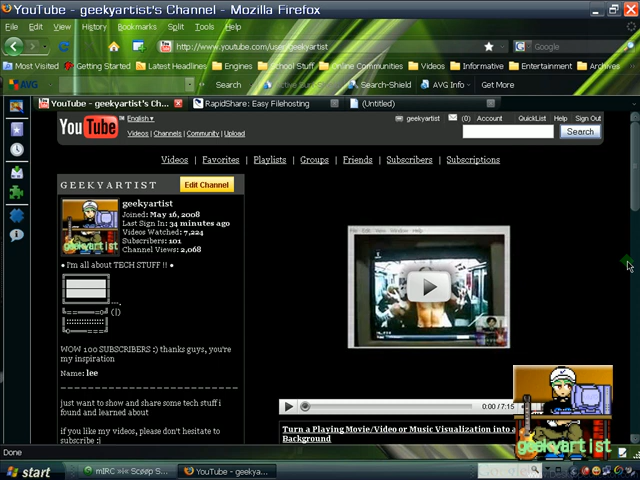 YouTube - geekyartist's Channel - Mozilla Firefox
File Edit View History Bookmarks Split Tools Help
http://www.youtube.com/user/geekyartist
Google
Most Visited Getting Started Latest Headlines Engines School Stuff Online Communities Video Informative Entertainment Archives
AVG Search Search-Shield AVG Info Get More
YouTube - geekyartist's Ch... RapidShare: Easy Filehosting (Untitled)
YouTube English
Videos | Channels | Community | Upload
geekyartist (0) Account QuickList Help Sign Out
Search
Videos Favorites Playlists Groups Friends Subscribers Subscriptions
GEEKYARTIST Edit Channel
geekyartist
Joined: May 16, 2008
Last Sign In: 34 minutes ago
Videos Watched: 7,224
Subscribers: 101
Channel Views: 2,068
geekyartist
● I'm all about TECH STUFF !! ●
WOW 100 SUBSCRIBERS :) thanks guys, you're
my inspiration
Name: lee
just want to show and share some tech stuff i
found and learned about
if you like my videos, please don't hesitate to
subscribe :)
File Edit View Window Help
0:00 / 7:15
Turn a Playing Movie/Video or Music Visualization into a
Background
geekyartist
Done
start mIRC YouTube - geekya...